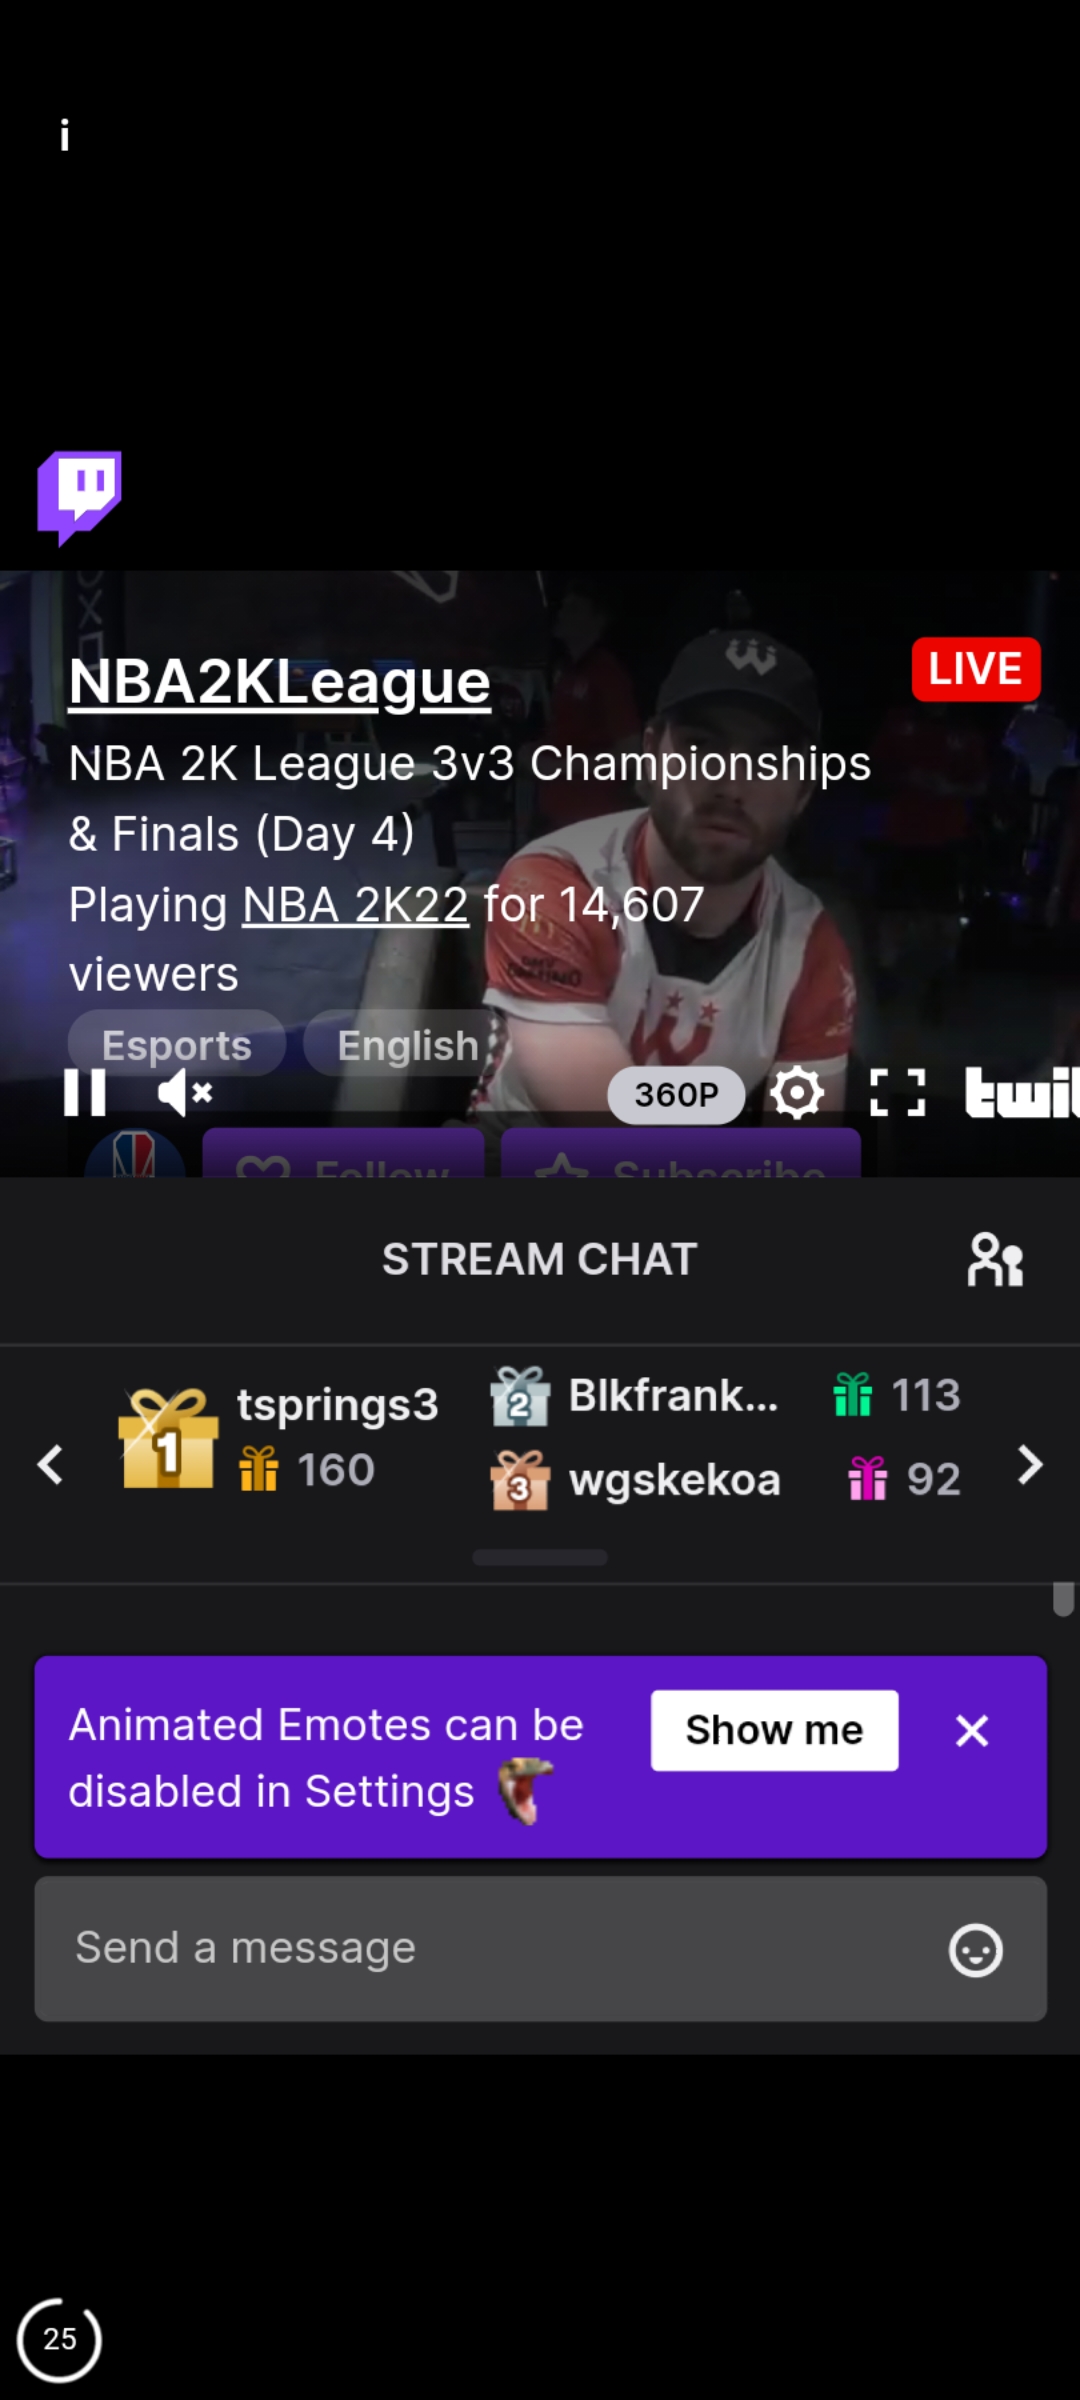 i
NBA2KLeague
LIVE
NBA 2K League 3v3 Championships
& Finals (Day 4)
Playing NBA 2K22 for 14,607
viewers
Esports English
360P twit
Follow Subscribe
STREAM CHAT
1 tsprings3 160
2 Blkfrank... 113
3 wgskekoa 92
Animated Emotes can be
disabled in Settings
Show me
Send a message
25